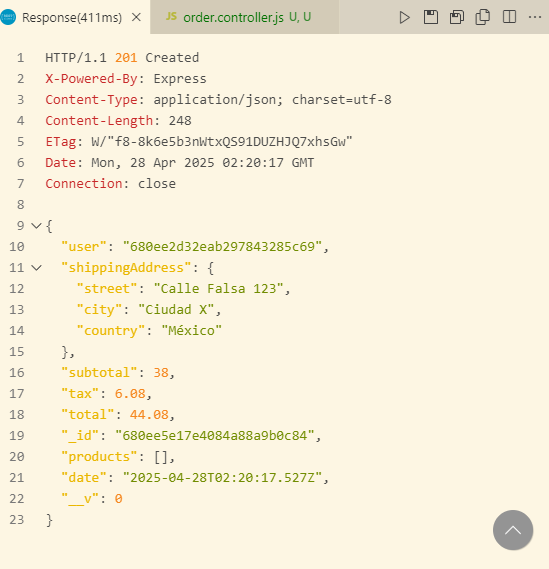 Response(411ms) × JS order.controller.js U, U ···
1 HTTP/1.1 201 Created
2 X-Powered-By: Express
3 Content-Type: application/json; charset=utf-8
4 Content-Length: 248
5 ETag: W/"f8-8k6e5b3nWtxQS91DUZHJQ7xhsGw"
6 Date: Mon, 28 Apr 2025 02:20:17 GMT
7 Connection: close
8
9 {
10   "user": "680ee2d32eab297843285c69",
11   "shippingAddress": {
12     "street": "Calle Falsa 123",
13     "city": "Ciudad X",
14     "country": "México"
15   },
16   "subtotal": 38,
17   "tax": 6.08,
18   "total": 44.08,
19   "_id": "680ee5e17e4084a88a9b0c84",
20   "products": [],
21   "date": "2025-04-28T02:20:17.527Z",
22   "__v": 0
23 }